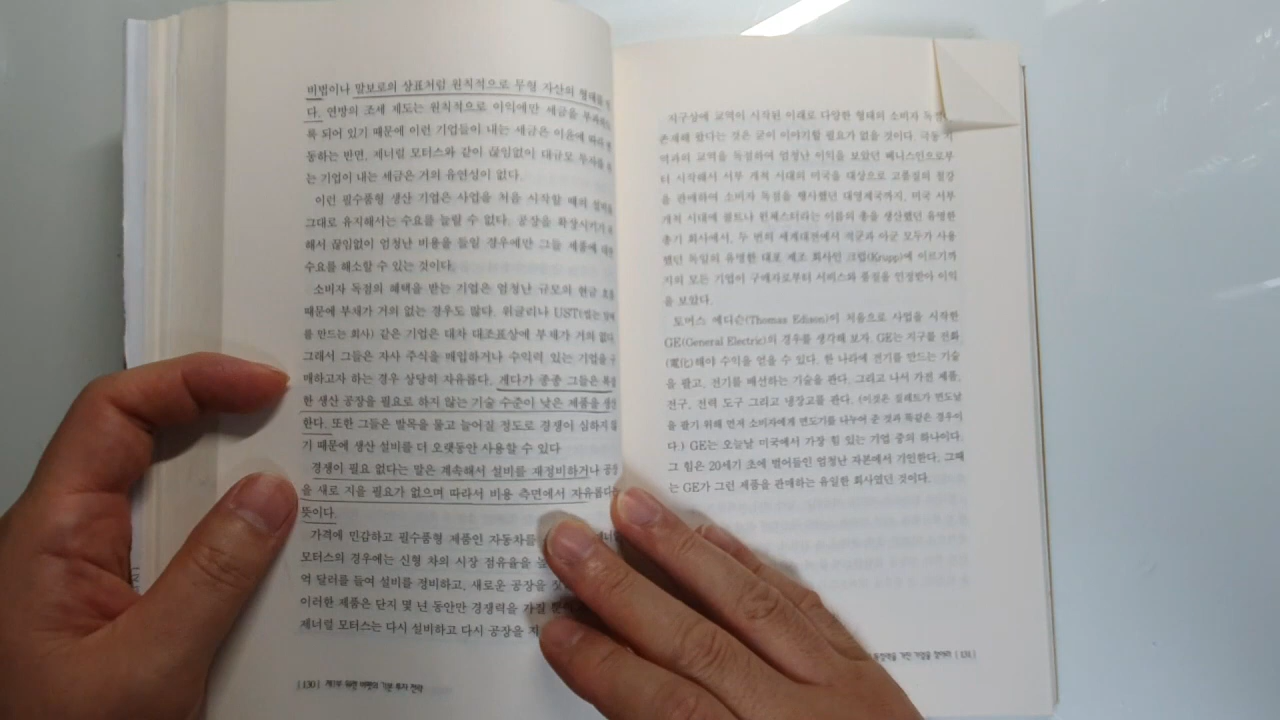 비법이나 말보로의 상표처럼 원칙적으로 무형 자산의 형태를
다. 연방의 조세 제도는 원칙적으로 이익에만 세금을
록 되어 있기 때문에 이런 기업들이 내는 세금은 이윤에 따라
동하는 반면, 제너럴 모터스와 같이 끊임없이 대규모 투자를
는 기업이 내는 세금은 거의 유연성이 없다.
이런 필수품형 생산 기업은 사업을 처음 시작할 때의
그대로 유지해서는 수요를 늘릴 수 없다. 공장을 확장시키기
해서 끊임없이 엄청난 비용을 들일 경우에만 그들 제품에
수요를 해소할 수 있는 것이다.
소비자 독점의 혜택을 받는 기업은 엄청난 규모의 현금
때문에 부채가 거의 없는 경우도 많다. 위글리나 UST(씹는
를 만드는 회사) 같은 기업은 대차 대조표상에 부채가 거의 없다.
그래서 그들은 자사 주식을 매입하거나 수익력 있는 기업을
매하고자 하는 경우 상당히 자유롭다. 게다가 종종 그들은
한 생산 공장을 필요로 하지 않는 기술 수준이 낮은 제품을 생산
한다. 또한 그들은 발목을 물고 늘어질 정도로 경쟁이 심하지
기 때문에 생산 설비를 더 오랫동안 사용할 수 있다
경쟁이 필요 없다는 말은 계속해서 설비를 재정비하거나 공장
을 새로 지을 필요가 없으며 따라서 비용 측면에서 자유롭다는
뜻이다.
가격에 민감하고 필수품형 제품인 자동차를
모터스의 경우에는 신형 차의 시장 점유율을
억 달러를 들여 설비를 정비하고, 새로운 공장을
이러한 제품은 단지 몇 년 동안만 경쟁력을 가질
제너럴 모터스는 다시 설비하고 다시 공장을
|130| 제1부 워렌 버펫의 기본 투자 전략
지구상에 교역이 시작된 이래로 다양한 형태의 소비자
존재해 왔다는 것은 굳이 이야기할 필요가 없을 것이다. 극동
역과의 교역을 독점하여 엄청난 이익을 보았던 베니스인으로부
터 시작해서 서부 개척 시대의 미국을 대상으로 고품질의 철강
을 판매하여 소비자 독점을 행사했던 대영제국까지, 미국 서부
개척 시대에 콜트나 윈체스터라는 이름의 총을 생산했던 유명한
총기 회사에서, 두 번의 세계대전에서 적군과 아군 모두가 사용
했던 독일의 유명한 대포 제조 회사인 크럽(Krupp)에 이르기까
지의 모든 기업이 구매자로부터 서비스와 품질을 인정받아 이익
을 보았다.
토머스 에디슨(Thomas Edison)이 처음으로 사업을 시작한
GE(General Electric)의 경우를 생각해 보자. GE는 지구를 전화
(電化)해야 수익을 얻을 수 있다. 한 나라에 전기를 만드는 기술
을 팔고, 전기를 배선하는 기술을 판다. 그리고 나서 가전 제품,
전구, 전력 도구 그리고 냉장고를 판다. (이것은 질레트가 면도날
을 팔기 위해 먼저 소비자에게 면도기를 나누어 준 것과 똑같은 경우이
다.) GE는 오늘날 미국에서 가장 힘 있는 기업 중의 하나이다.
그 힘은 20세기 초에 벌어들인 엄청난 자본에서 기인한다. 그때
는 GE가 그런 제품을 판매하는 유일한 회사였던 것이다.
가진 기업을 찾아라 |131|